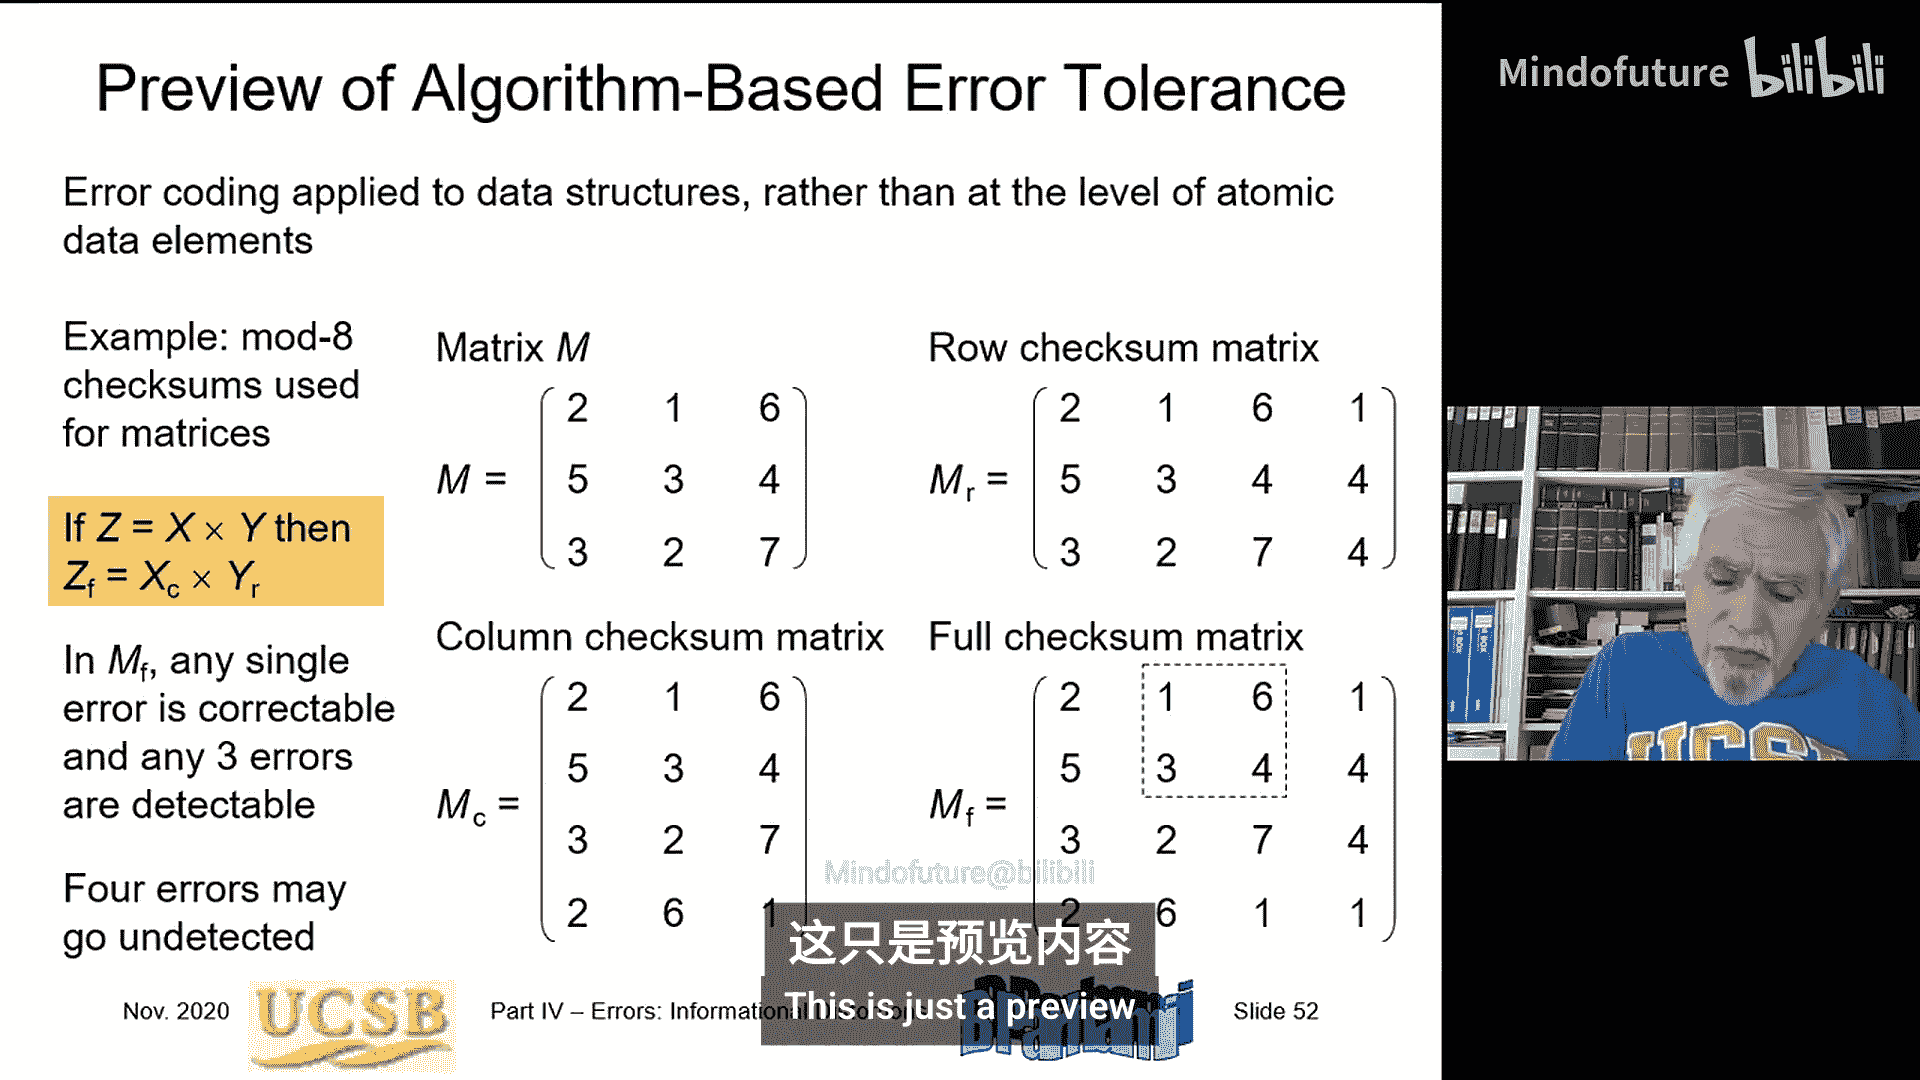 Preview of Algorithm-Based Error Tolerance
Mindofuture bilibili
Error coding applied to data structures, rather than at the level of atomic
data elements
Example: mod-8
checksums used
for matrices
If Z = X × Y then
Zf = Xc × Yr
In Mf, any single
error is correctable
and any 3 errors
are detectable
Four errors may
go undetected
Matrix M
M =
2 1 6
5 3 4
3 2 7
Row checksum matrix
Mr =
2 1 6 1
5 3 4 4
3 2 7 4
Column checksum matrix
Mc =
2 1 6
5 3 4
3 2 7
2 6 1
Full checksum matrix
Mf =
2 1 6 1
5 3 4 4
3 2 7 4
2 6 1 1
Mindofuture@bilibili
这只是预览内容
This is just a preview
Nov. 2020
UCSB
Part IV – Errors: Informational Distortions
B. Parhami
Slide 52
UCSB